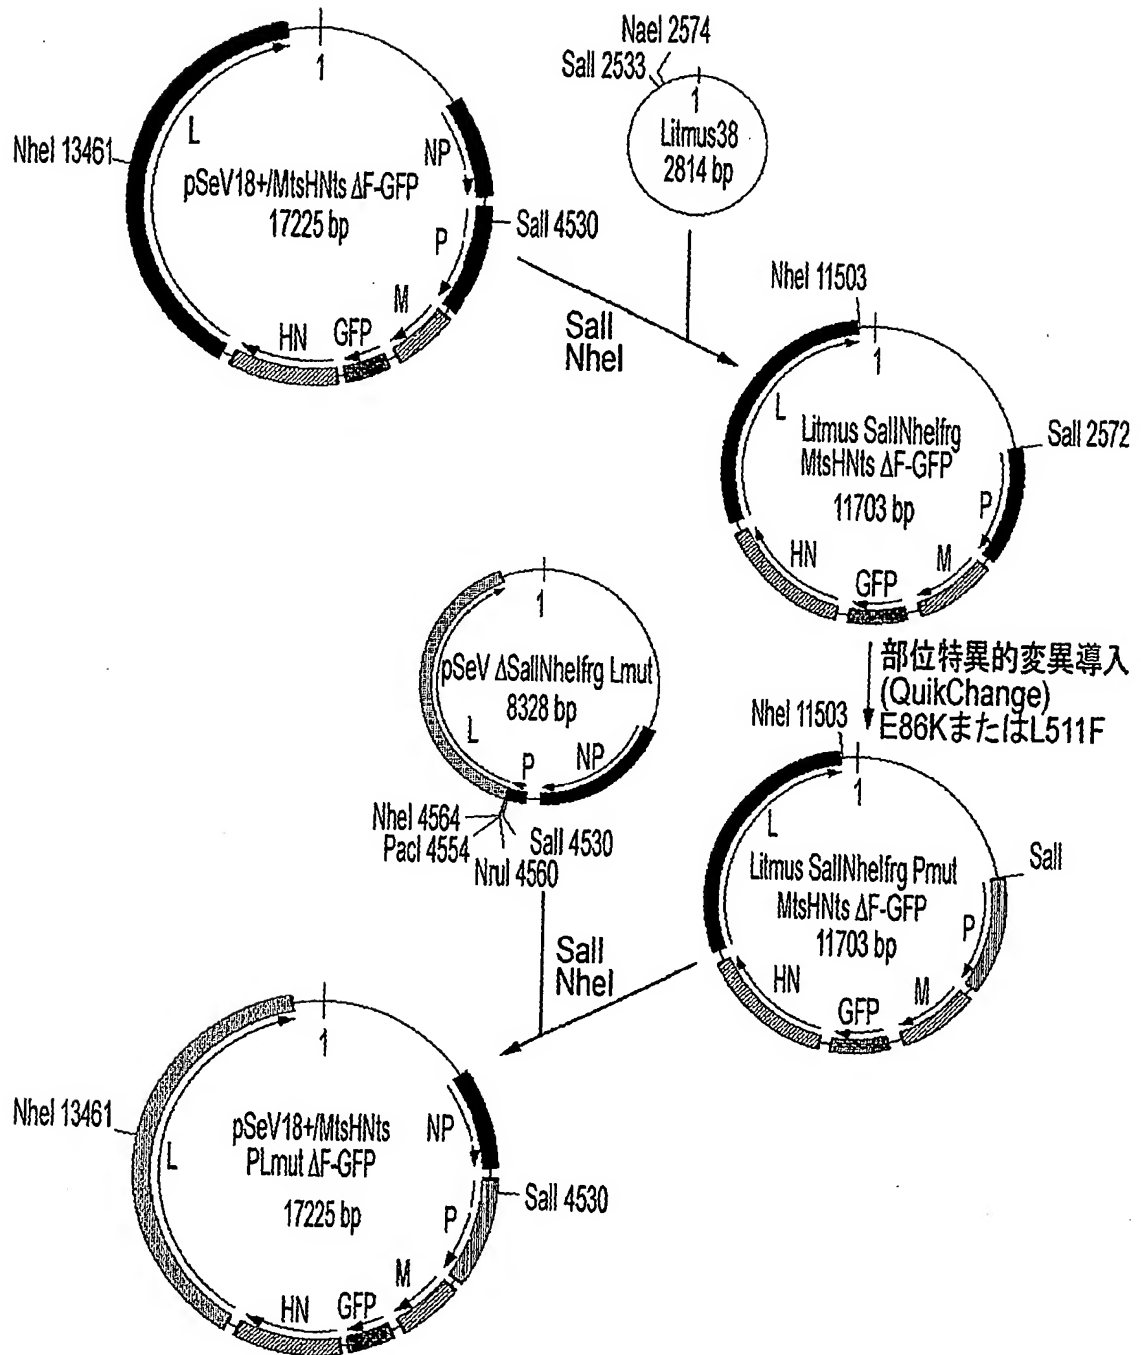 1
L
NheI 13461
NP
pSeV18+/MtsHNts ΔF-GFP
17225 bp
SalI 4530
P
M
GFP
HN
NaeI 2574
SalI 2533
1
Litmus38
2814 bp
SalI
NheI
NheI 11503
1
L
Litmus SalINheIfrg
MtsHNts ΔF-GFP
11703 bp
SalI 2572
P
M
GFP
HN
部位特異的変異導入
(QuikChange)
E86KまたはL511F
1
pSeV ΔSalINheIfrg Lmut
8328 bp
L
P
NP
NheI 4564
PacI 4554
NruI 4560
SalI 4530
NheI 11503
1
L
Litmus SalINheIfrg Pmut
MtsHNts ΔF-GFP
11703 bp
SalI
P
M
GFP
HN
SalI
NheI
1
NheI 13461
L
pSeV18+/MtsHNts
PLmut ΔF-GFP
17225 bp
NP
SalI 4530
P
M
GFP
HN